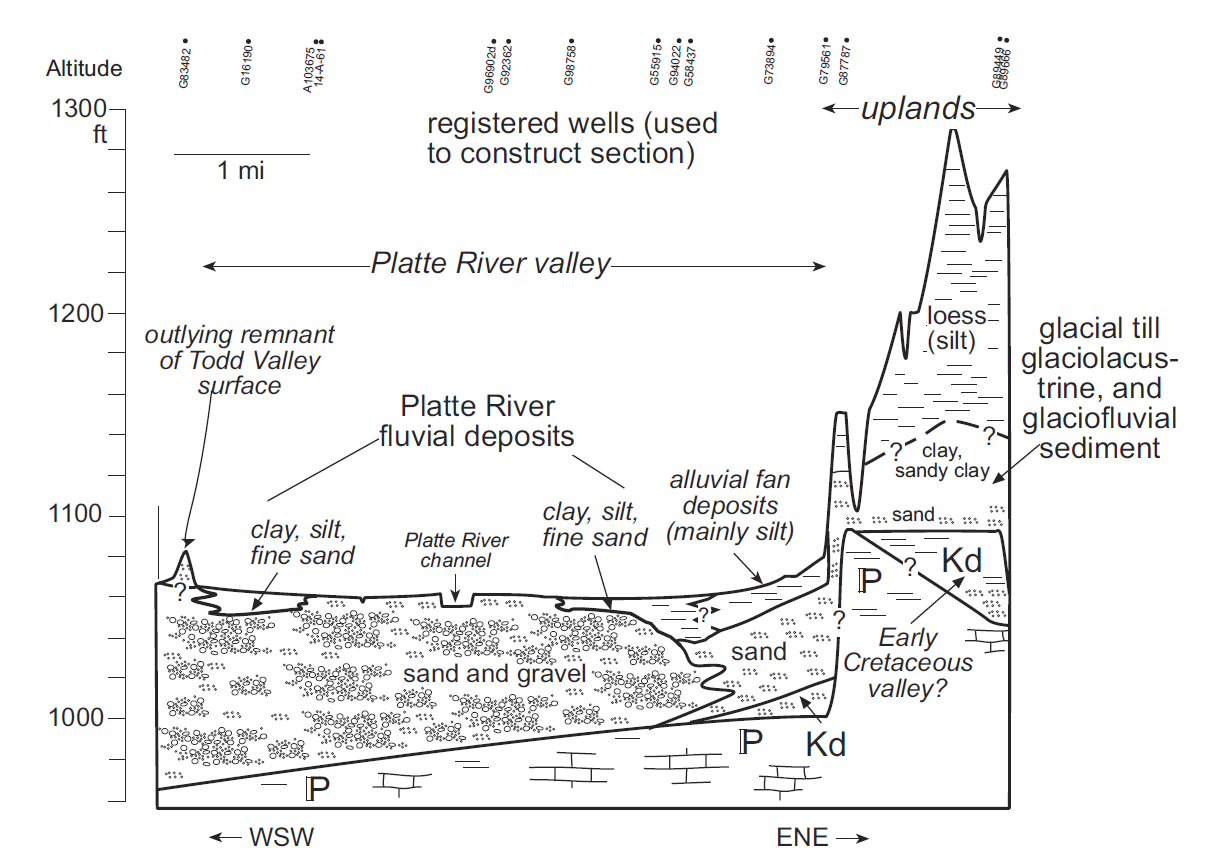 G83482
G16190
A103675
14-A-61
G96902d
G92362
G98758
G55915
G94022
G58437
G73894
G79561
G87787
G89449
G89666
Altitude
1300
ft
1200
1100
1000
1 mi
registered wells (used
to construct section)
uplands
Platte River valley
outlying remnant
of Todd Valley
surface
Platte River
fluvial deposits
clay, silt,
fine sand
Platte River
channel
clay, silt,
fine sand
alluvial fan
deposits
(mainly silt)
loess
(silt)
glacial till
glaciolacus-
trine, and
glaciofluvial
sediment
?
?
clay,
sandy clay
sand
?
?
?
?
P
Kd
Early
Cretaceous
valley?
sand and gravel
sand
P
Kd
P
WSW
ENE